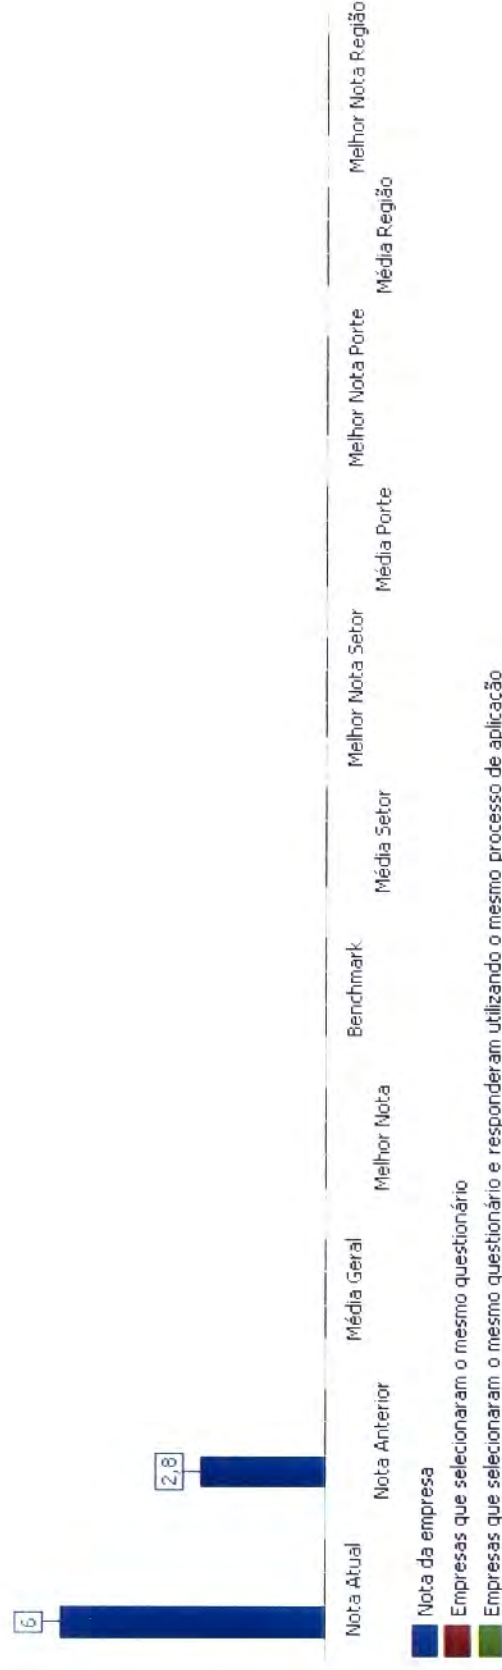 6
2,8
Nota Atual
Nota Anterior
Média Geral
Melhor Nota
Benchmark
Média Setor
Melhor Nota Setor
Média Porte
Melhor Nota Porte
Média Região
Melhor Nota Região
Nota da empresa
Empresas que selecionaram o mesmo questionário
Empresas que selecionaram o mesmo questionário e responderam utilizando o mesmo processo de aplicação